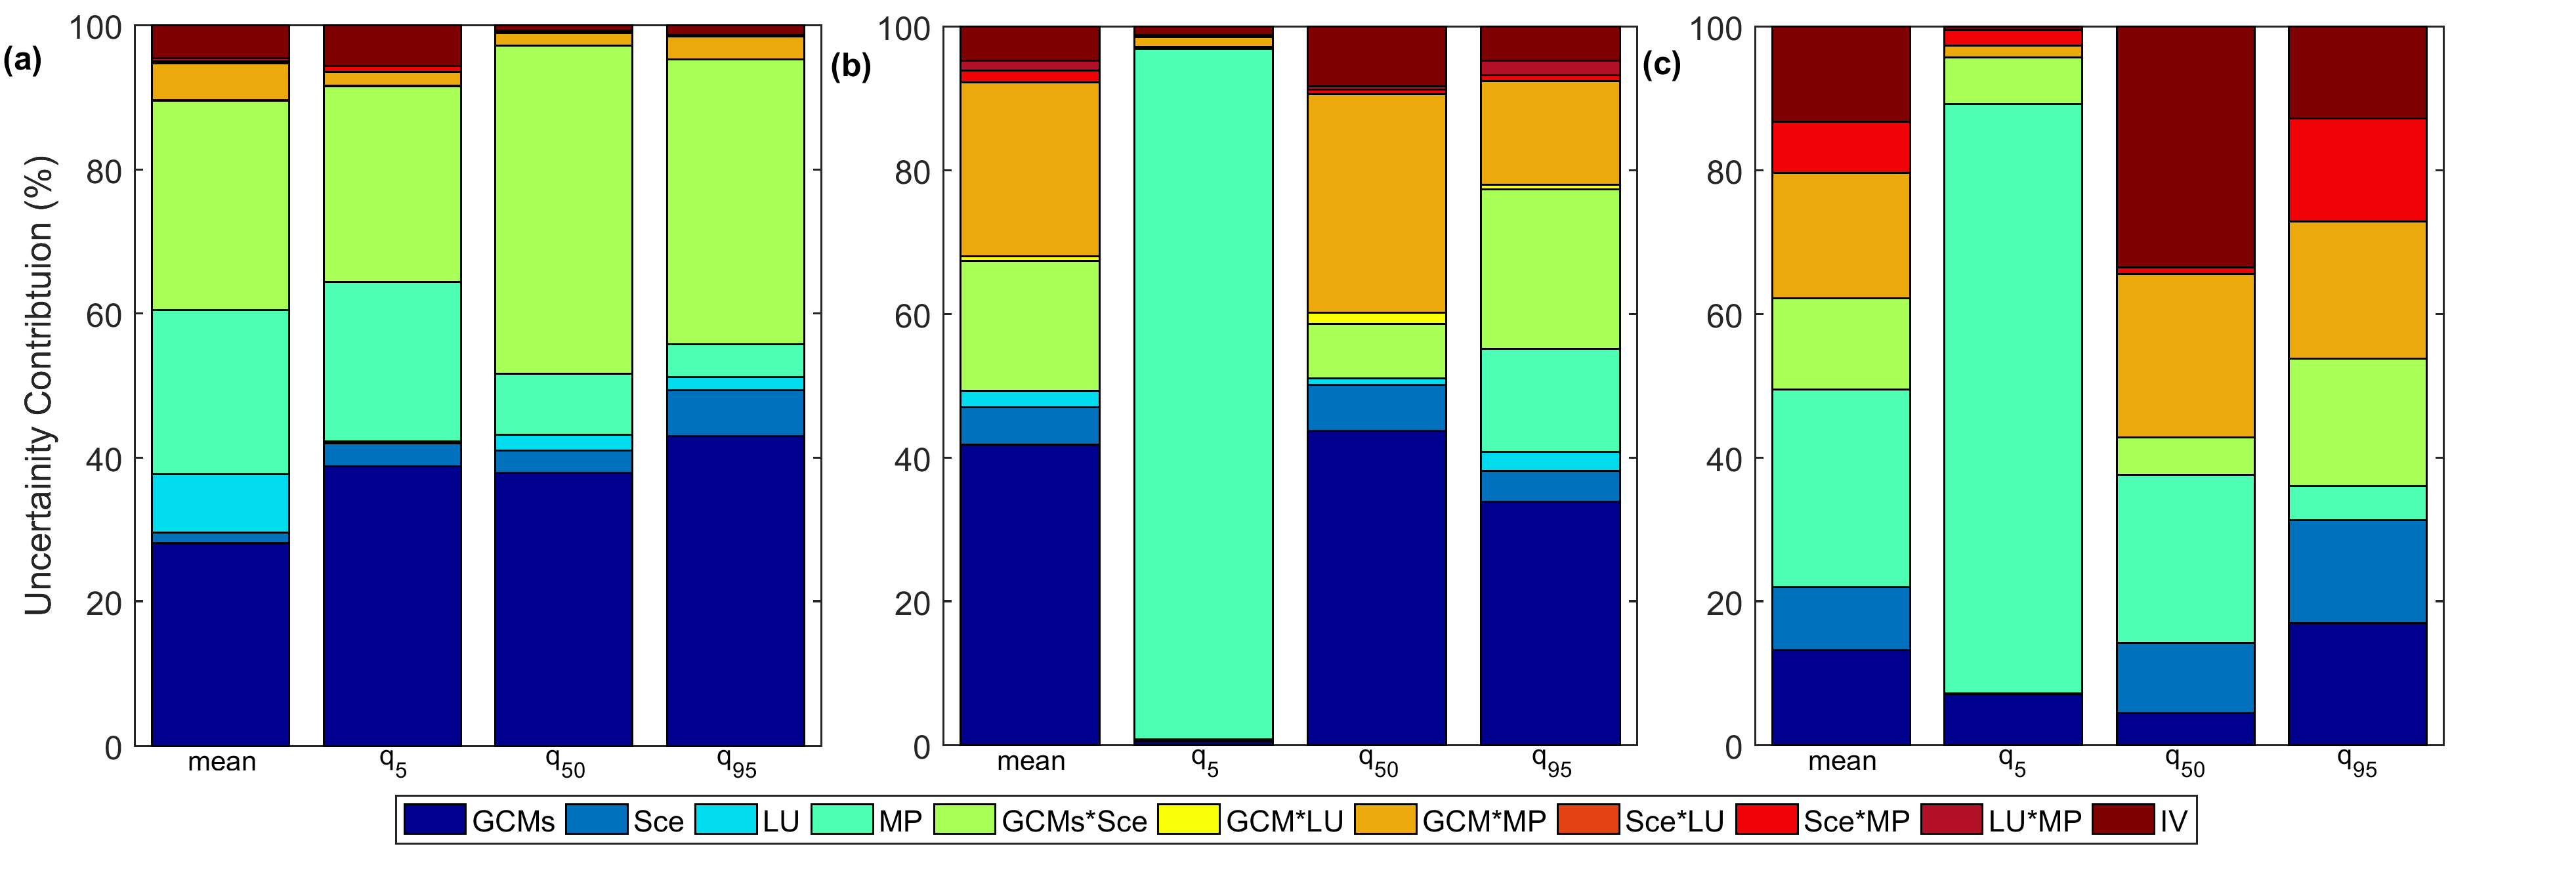 (a)
(b)
(c)
Uncertainity Contribtuion (%)
100
80
60
40
20
0
mean q5 q50 q95
100
80
60
40
20
0
mean q5 q50 q95
100
80
60
40
20
0
mean q5 q50 q95
GCMs Sce LU MP GCMs*Sce GCM*LU GCM*MP Sce*LU Sce*MP LU*MP IV